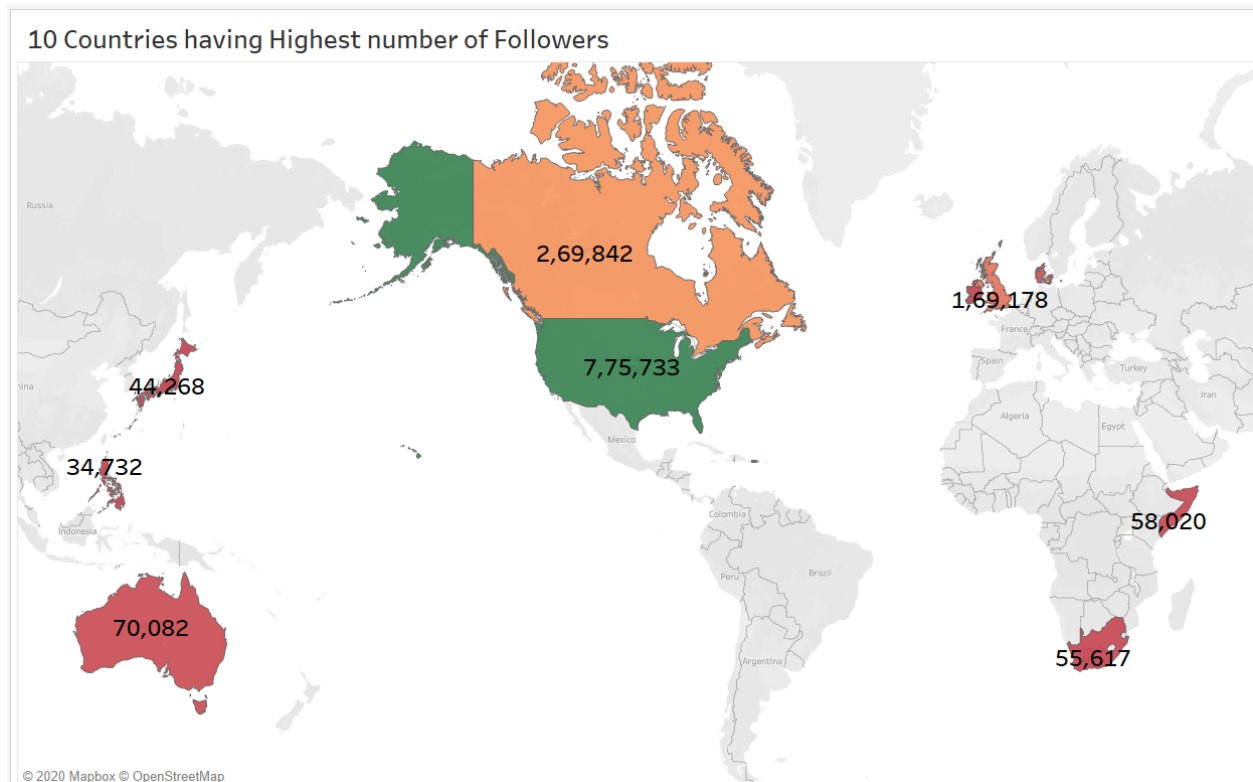 10 Countries having Highest number of Followers
Russia
2,69,842
1,69,178
France
Spain
Turkey
Iran
7,75,733
44,268
ina
Algeria
Egypt
Mexico
34,732
Indonesia
Colombia
58,020
Peru
Brazil
70,082
55,617
Argentina
© 2020 Mapbox © OpenStreetMap